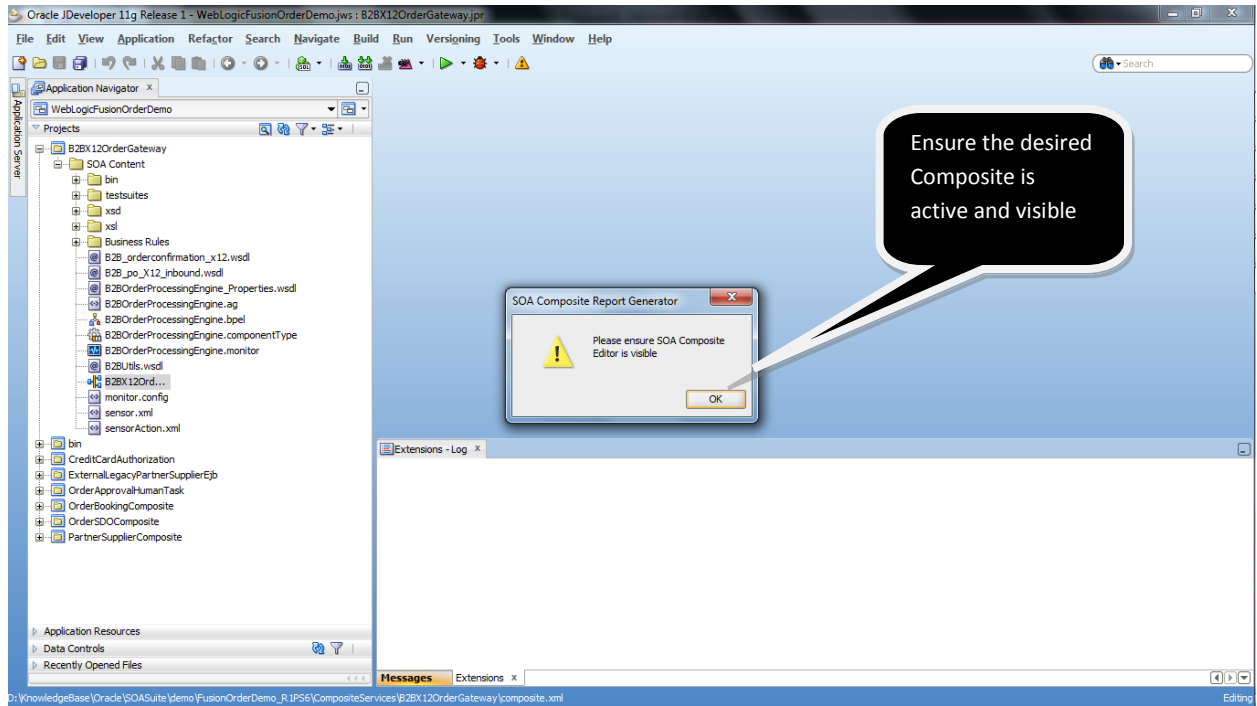 Oracle JDeveloper 11g Release 1 - WebLogicFusionOrderDemo.jws : B2BX12OrderGateway.jpr
File Edit View Application Refactor Search Navigate Build Run Versioning Tools Window Help
Search
Application Navigator
WebLogicFusionOrderDemo
Projects
Application Server
B2BX12OrderGateway
SOA Content
bin
testsuites
xsd
xsl
Business Rules
B2B_orderconfirmation_x12.wsdl
B2B_po_X12_inbound.wsdl
B2BOrderProcessingEngine_Properties.wsdl
B2BOrderProcessingEngine.ag
B2BOrderProcessingEngine.bpel
B2BOrderProcessingEngine.componentType
B2BOrderProcessingEngine.monitor
B2BUtils.wsdl
B2BX12Ord...
monitor.config
sensor.xml
sensorAction.xml
bin
CreditCardAuthorization
ExternalLegacyPartnerSupplierEjb
OrderApprovalHumanTask
OrderBookingComposite
OrderSDOComposite
PartnerSupplierComposite
Application Resources
Data Controls
Recently Opened Files
Ensure the desired
Composite is
active and visible
SOA Composite Report Generator
Please ensure SOA Composite
Editor is visible
OK
Extensions - Log
Messages Extensions
D:\KnowledgeBase\Oracle\SOASuite\demo\FusionOrderDemo_R1PS6\CompositeServices\B2BX12OrderGateway\composite.xml
Editing